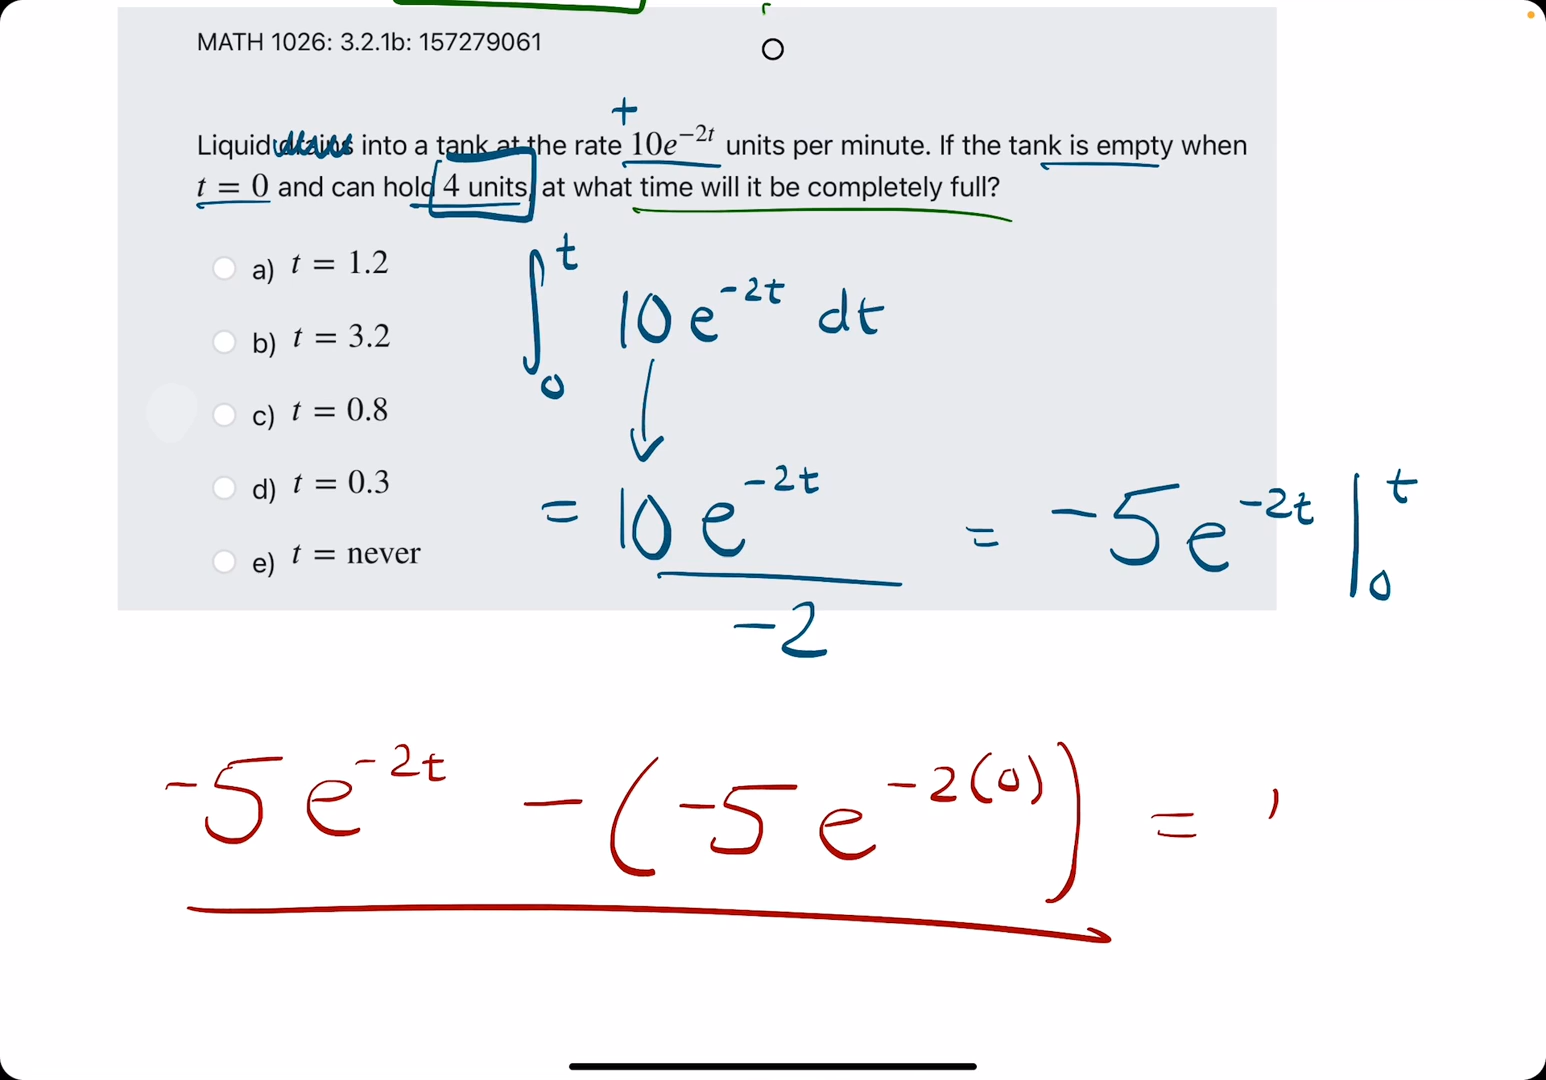 MATH 1026: 3.2.1b: 157279061
+
Liquid into a tank at the rate 10e^{-2t} units per minute. If the tank is empty when
t = 0 and can hold 4 units, at what time will it be completely full?
a) t = 1.2
b) t = 3.2
c) t = 0.8
d) t = 0.3
e) t = never
∫_0^t 10e^{-2t} dt
= 10e^{-2t} / -2 = -5e^{-2t} |_0^t
-5e^{-2t} - (-5e^{-2(0)}) =